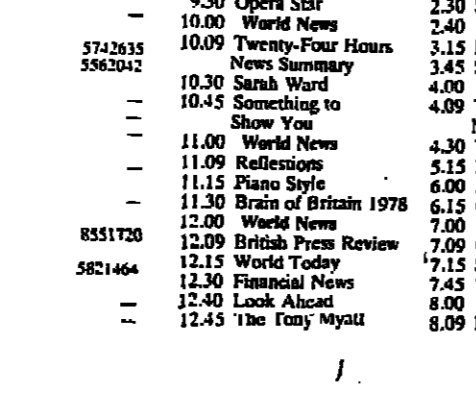 —
5742635
5562042
—
—
—
—
—
8551720
5821464
—
—
9.30 Opera Star
10.00 World News
10.09 Twenty-Four Hours
News Summary
10.30 Sarah Ward
10.45 Something to
Show You
11.00 World News
11.09 Reflestions
11.15 Piano Style
11.30 Brain of Britain 1978
12.00 World News
12.09 British Press Review
12.15 World Today
12.30 Financial News
12.40 Look Ahead
12.45 The Tony Myatt
2.30
2.40
3.15
3.45
4.00
4.09
4.30
5.15
6.00
6.15
7.00
7.09
7.15
7.45
8.00
8.09